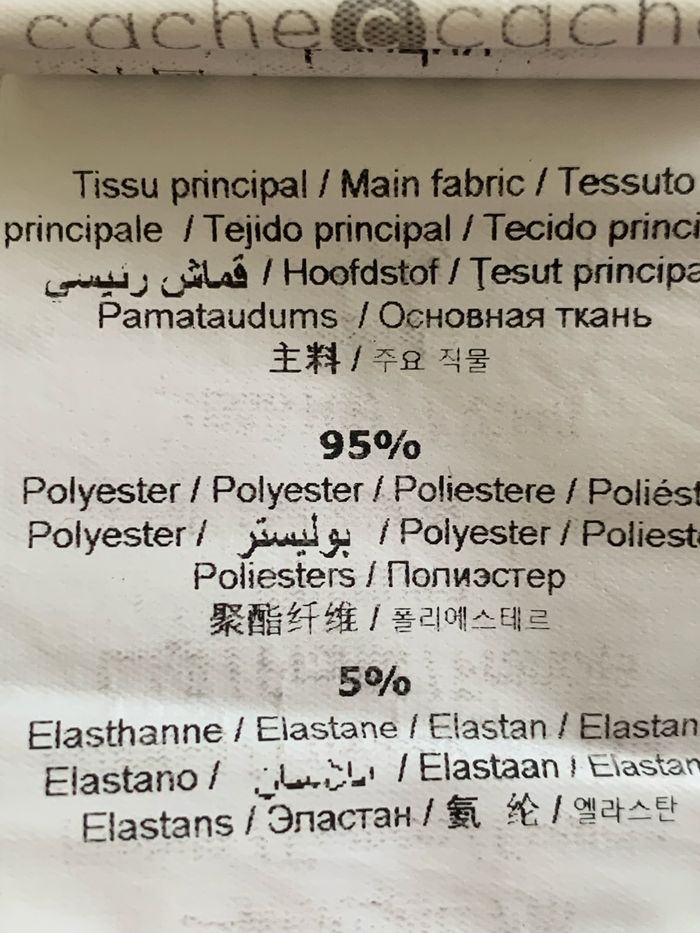 cache cache
Tissu principal / Main fabric / Tessuto
principale / Tejido principal / Tecido princi
قماش رئيسي / Hoofdstof / Ţesut principa
Pamataudums / Основная ткань
主料 / 주요 직물
95%
Polyester / Polyester / Poliestere / Poliést
Polyester / بوليستر / Polyester / Poliest
Poliesters / Полиэстер
聚酯纤维 / 폴리에스테르
5%
Elasthanne / Elastane / Elastan / Elastan
Elastano / / Elastaan / Elastan
Elastans / Эластан / 氨 纶 / 엘라스탄